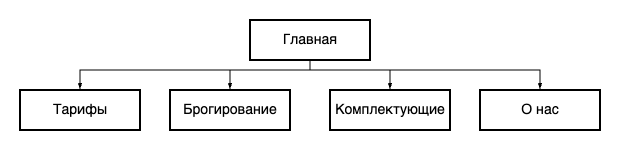 Главная
Тарифы
Брогирование
Комплектующие
О нас